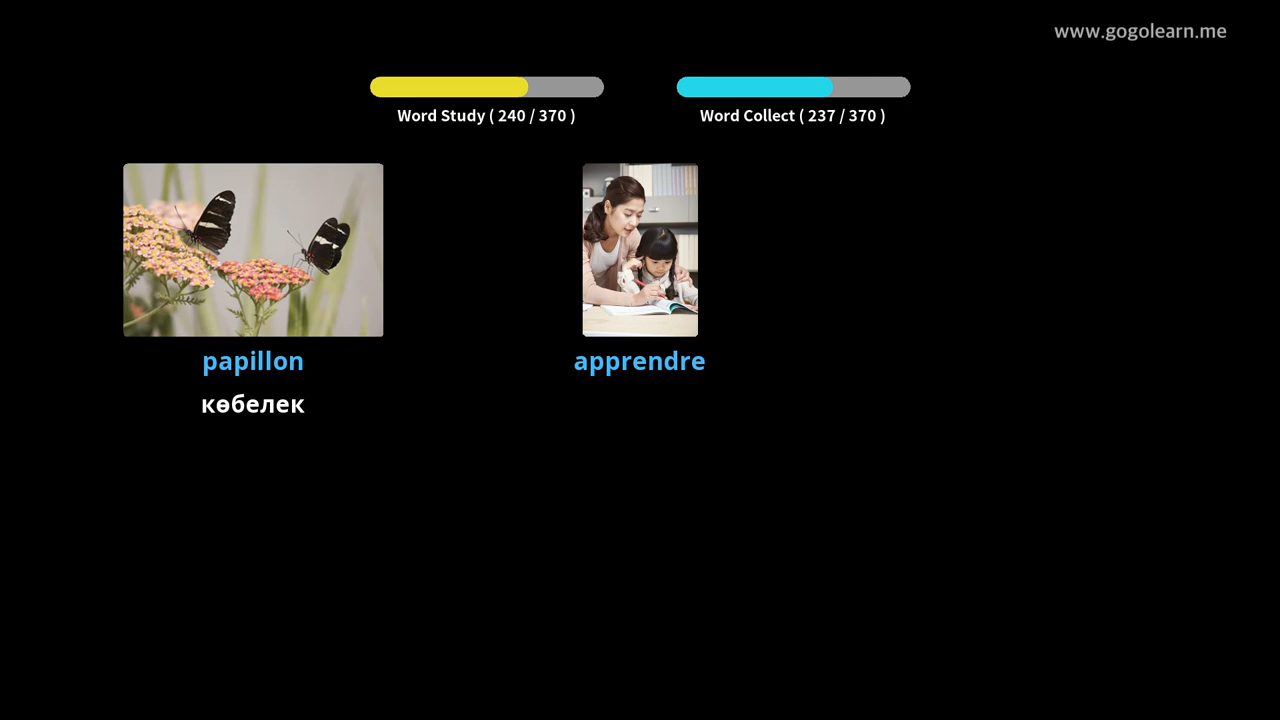 www.gogolearn.me
Word Study ( 240 / 370 )
Word Collect ( 237 / 370 )
papillon
apprendre
көбелек